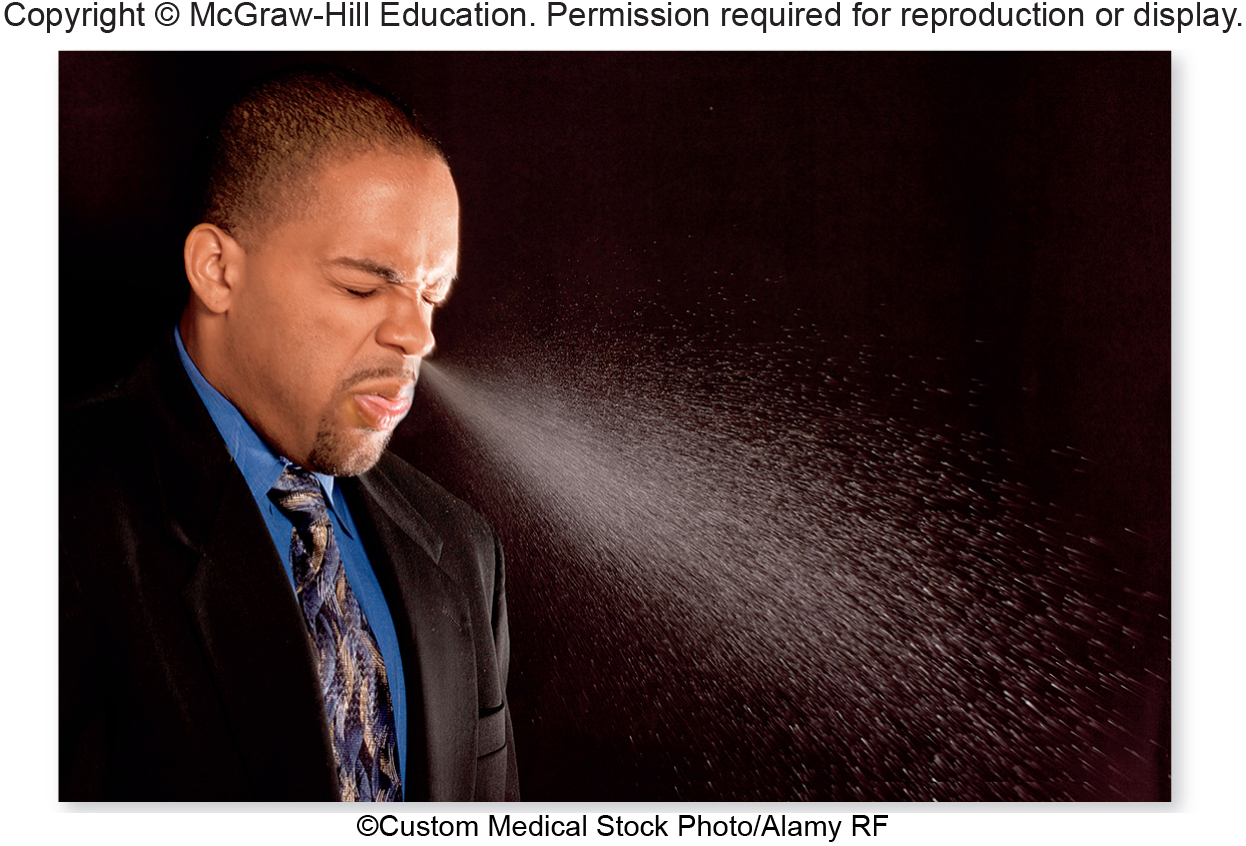 Copyright © McGraw-Hill Education. Permission required for reproduction or display.
©Custom Medical Stock Photo/Alamy RF